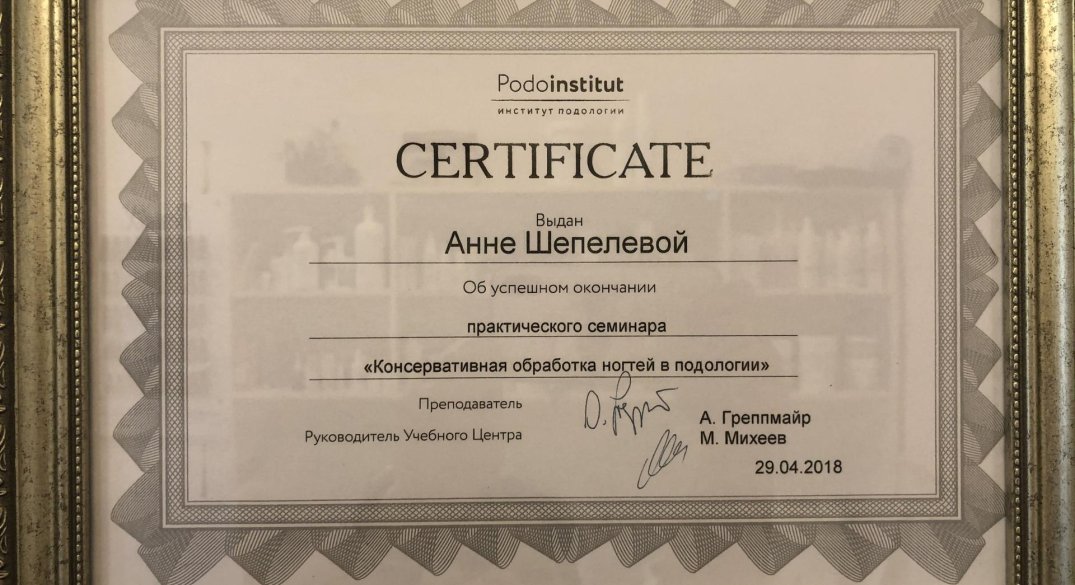 Podoinstitut
ИНСТИТУТ ПОДОЛОГИИ
CERTIFICATE
Выдан
Анне Шепелевой
Об успешном окончании
практического семинара
«Консервативная обработка ногтей в подологии»
Преподаватель
А. Греппмайр
Руководитель Учебного Центра
М. Михеев
29.04.2018